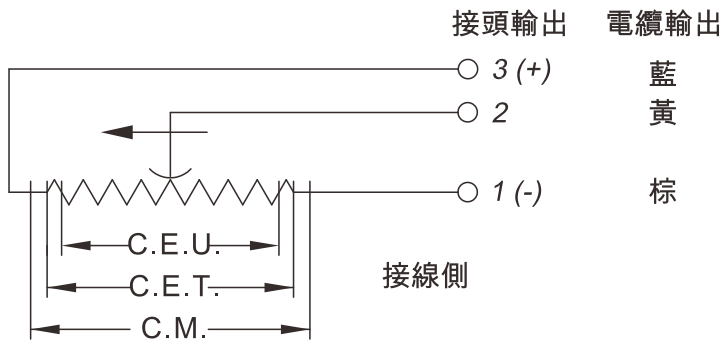 接頭輸出 電纜輸出
3 (+) 藍
2 黃
1 (-) 棕
C.E.U.
接線側
C.E.T.
C.M.